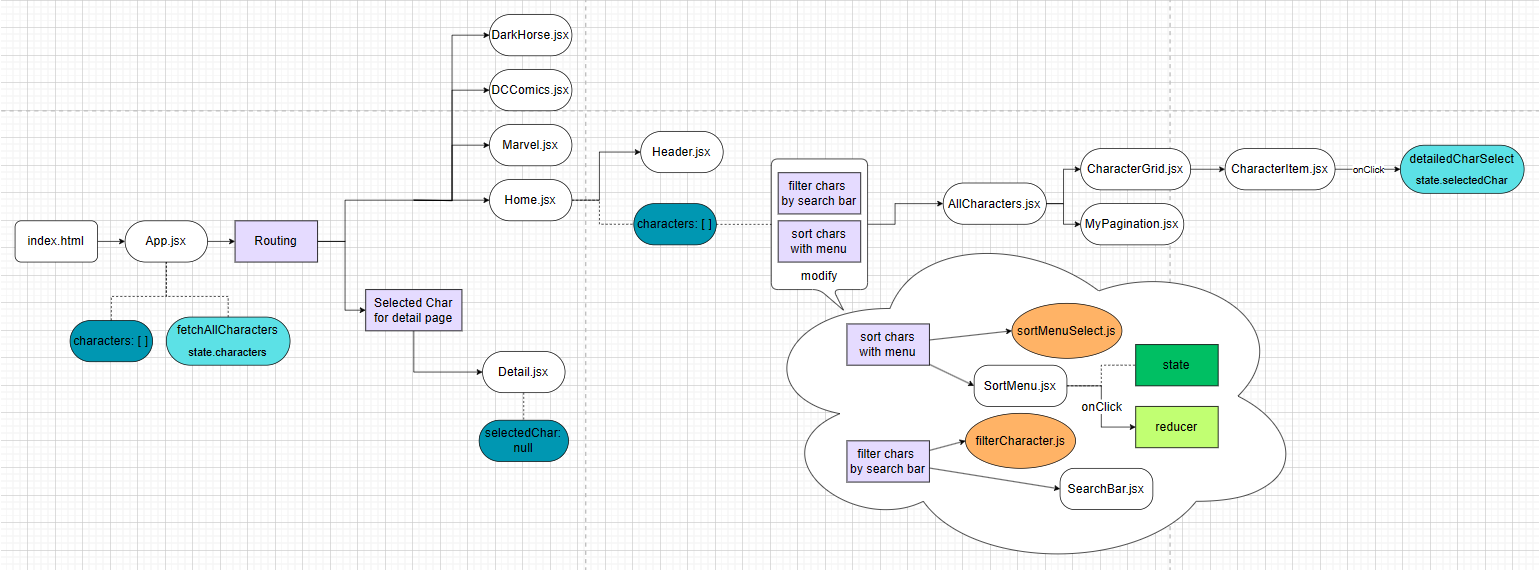 DarkHorse.jsx
DCComics.jsx
Marvel.jsx
Home.jsx
Header.jsx
characters: [ ]
index.html
App.jsx
Routing
characters: [ ]
fetchAllCharacters
state.characters
Selected Char
for detail page
Detail.jsx
selectedChar:
null
filter chars
by search bar
sort chars
with menu
modify
AllCharacters.jsx
CharacterGrid.jsx
MyPagination.jsx
CharacterItem.jsx
onClick
detailedCharSelect
state.selectedChar
sort chars
with menu
sortMenuSelect.js
SortMenu.jsx
onClick
state
reducer
filter chars
by search bar
filterCharacter.js
SearchBar.jsx